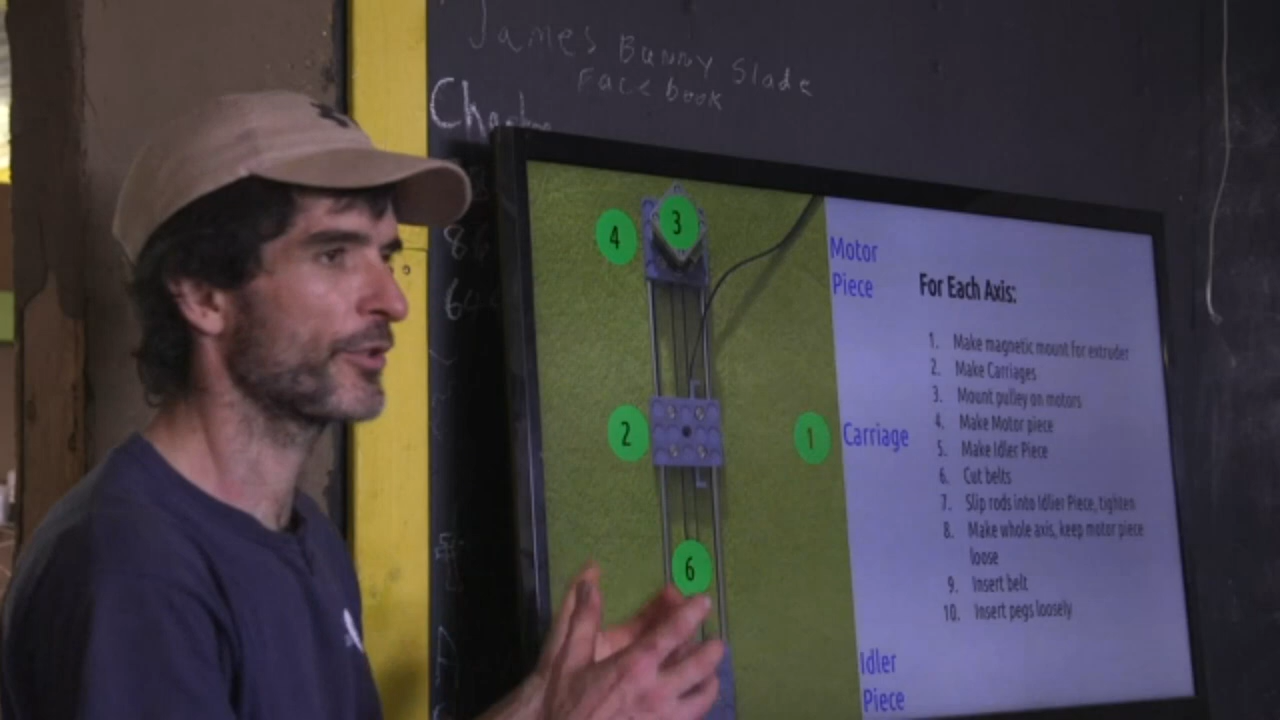 James Bunny Slade
Facebook
3
4
Motor
Piece
For Each Axis:
1. Make magnetic mount for extruder
2. Make Carriages
3. Mount pulley on motors
4. Make Motor piece
5. Make Idler Piece
6. Cut belts
7. Slip rods into Idlier Piece, tighten
8. Make whole axis, keep motor piece
loose
9. Insert belt
10. Insert pegs loosely
2
1
Carriage
6
Idler
Piece